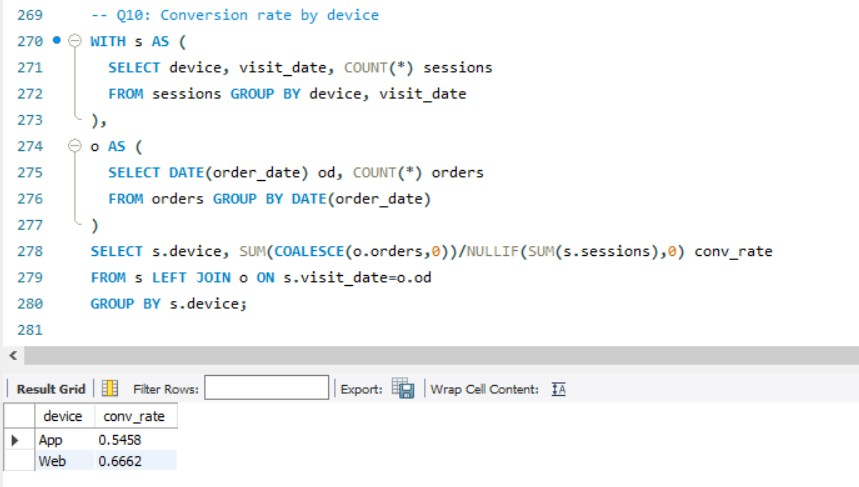 269 -- Q10: Conversion rate by device
270 WITH s AS (
271 SELECT device, visit_date, COUNT(*) sessions
272 FROM sessions GROUP BY device, visit_date
273 ),
274 o AS (
275 SELECT DATE(order_date) od, COUNT(*) orders
276 FROM orders GROUP BY DATE(order_date)
277 )
278 SELECT s.device, SUM(COALESCE(o.orders,0))/NULLIF(SUM(s.sessions),0) conv_rate
279 FROM s LEFT JOIN o ON s.visit_date=o.od
280 GROUP BY s.device;
281
Result Grid Filter Rows: Export: Wrap Cell Content:
device conv_rate
App 0.5458
Web 0.6662